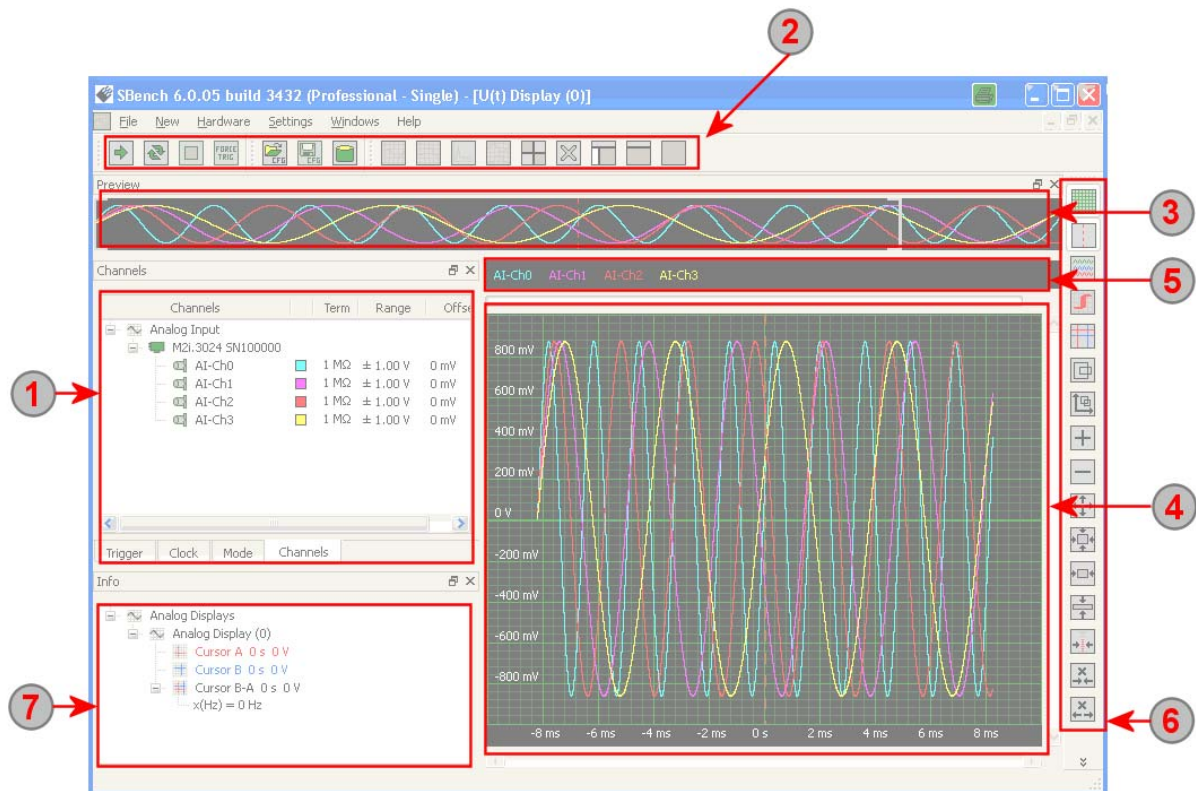 2
SBench 6.0.05 build 3432 (Professional - Single) - [U(t) Display (0)]
File New Hardware Settings Windows Help
FORCE TRIG CFG CFG
Preview
3
Channels
AI-Ch0 AI-Ch1 AI-Ch2 AI-Ch3
5
Channels Term Range Offse
Analog Input
M2i.3024 SN100000
AI-Ch0 1 MΩ ± 1.00 V 0 mV
AI-Ch1 1 MΩ ± 1.00 V 0 mV
AI-Ch2 1 MΩ ± 1.00 V 0 mV
AI-Ch3 1 MΩ ± 1.00 V 0 mV
1
Trigger Clock Mode Channels
800 mV
600 mV
400 mV
200 mV
0 V
-200 mV
-400 mV
-600 mV
-800 mV
-8 ms -6 ms -4 ms -2 ms 0 s 2 ms 4 ms 6 ms 8 ms
4
Info
Analog Displays
Analog Display (0)
Cursor A 0 s 0 V
Cursor B 0 s 0 V
Cursor B-A 0 s 0 V
x(Hz) = 0 Hz
7
6